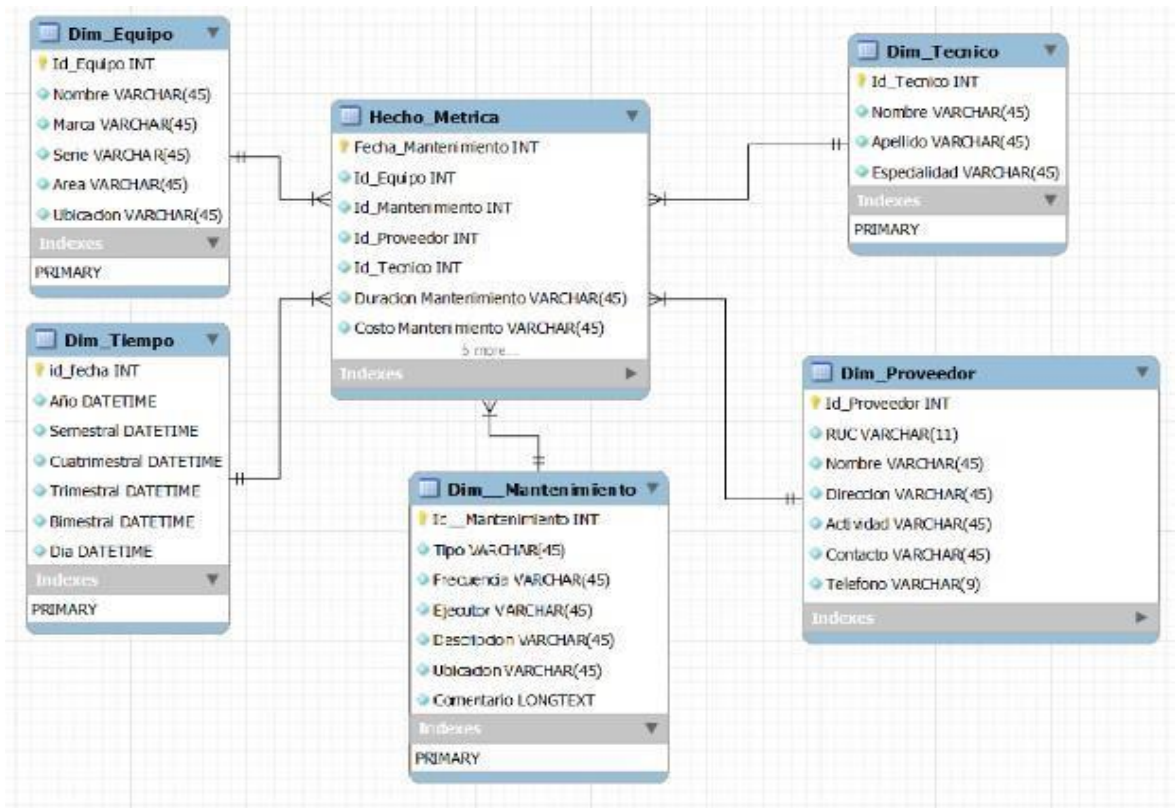 Dim_Equipo
Id_Equipo INT
Nombre VARCHAR(45)
Marca VARCHAR(45)
Serie VARCHAR(45)
Area VARCHAR(45)
Ubicacion VARCHAR(45)
Indexes
PRIMARY
Dim_Tiempo
id_fecha INT
Año DATETIME
Semestral DATETIME
Cuatrimestral DATETIME
Trimestral DATETIME
Bimestral DATETIME
Dia DATETIME
Indexes
PRIMARY
Hecho_Metrica
Fecha_Mantenimiento INT
Id_Equipo INT
Id_Mantenimiento INT
Id_Proveedor INT
Id_Tecnico INT
Duracion Mantenimiento VARCHAR(45)
Costo Mantenimiento VARCHAR(45)
5 more...
Indexes
Dim__Mantenimiento
Id__Mantenimiento INT
Tipo VARCHAR(45)
Frecuencia VARCHAR(45)
Ejecutor VARCHAR(45)
Descripcion VARCHAR(45)
Ubicacion VARCHAR(45)
Comentario LONGTEXT
Indexes
PRIMARY
Dim_Tecnico
Id_Tecnico INT
Nombre VARCHAR(45)
Apellido VARCHAR(45)
Especialidad VARCHAR(45)
Indexes
PRIMARY
Dim_Proveedor
Id_Proveedor INT
RUC VARCHAR(11)
Nombre VARCHAR(45)
Direccion VARCHAR(45)
Actividad VARCHAR(45)
Contacto VARCHAR(45)
Telefono VARCHAR(9)
Indexes